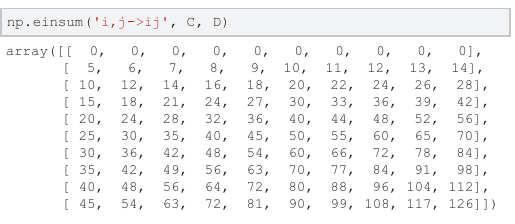 np.einsum('i,j->ij', C, D)
array([[  0,   0,   0,   0,   0,   0,   0,   0,   0,   0],
       [  5,   6,   7,   8,   9,  10,  11,  12,  13,  14],
       [ 10,  12,  14,  16,  18,  20,  22,  24,  26,  28],
       [ 15,  18,  21,  24,  27,  30,  33,  36,  39,  42],
       [ 20,  24,  28,  32,  36,  40,  44,  48,  52,  56],
       [ 25,  30,  35,  40,  45,  50,  55,  60,  65,  70],
       [ 30,  36,  42,  48,  54,  60,  66,  72,  78,  84],
       [ 35,  42,  49,  56,  63,  70,  77,  84,  91,  98],
       [ 40,  48,  56,  64,  72,  80,  88,  96, 104, 112],
       [ 45,  54,  63,  72,  81,  90,  99, 108, 117, 126]])